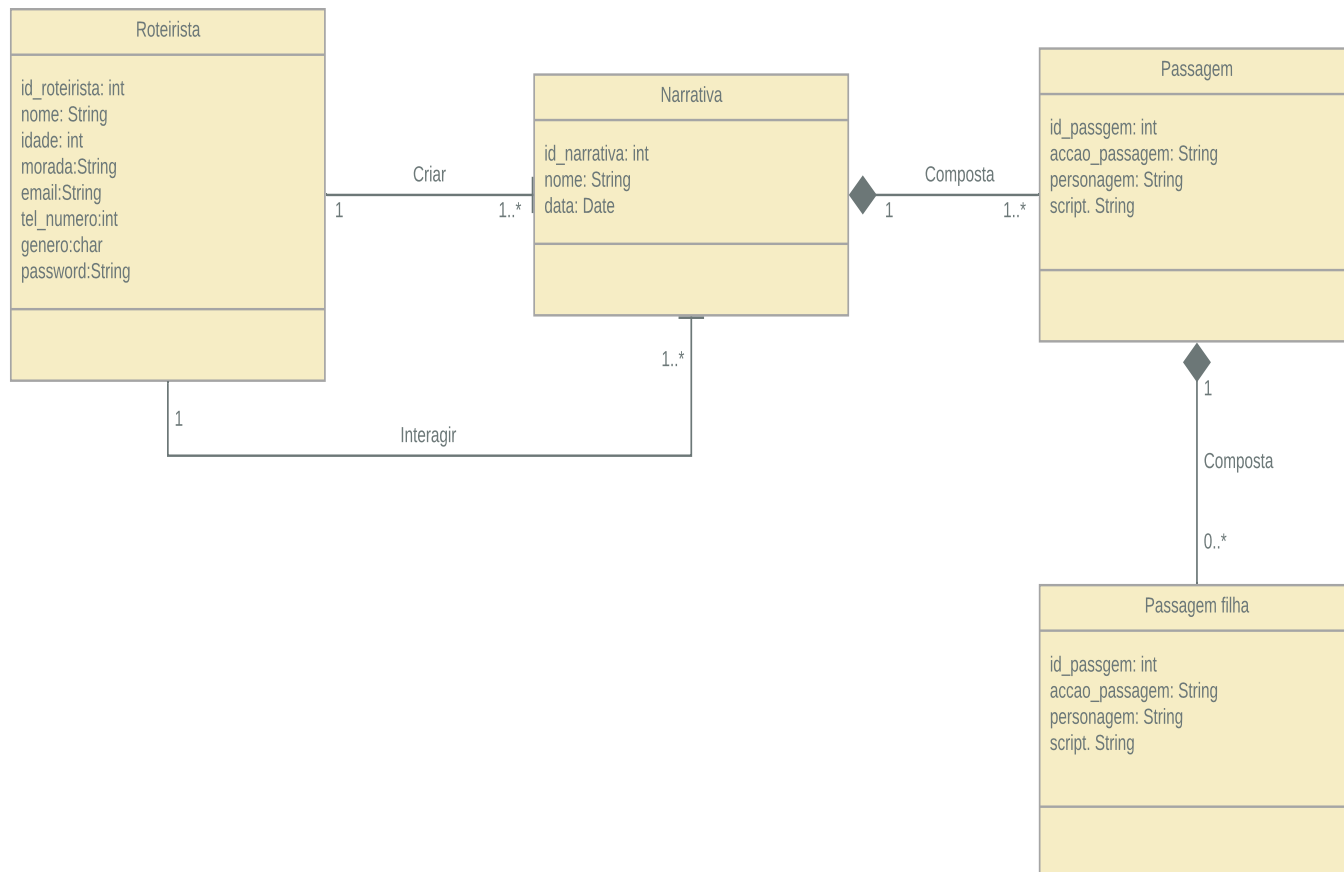 Roteirista
id_roteirista: int
nome: String
idade: int
morada:String
email:String
tel_numero:int
genero:char
password:String
Criar
1
1..*
Narrativa
id_narrativa: int
nome: String
data: Date
Composta
1
1..*
Passagem
id_passgem: int
accao_passagem: String
personagem: String
script. String
1
Interagir
1..*
1
Composta
0..*
Passagem filha
id_passgem: int
accao_passagem: String
personagem: String
script. String